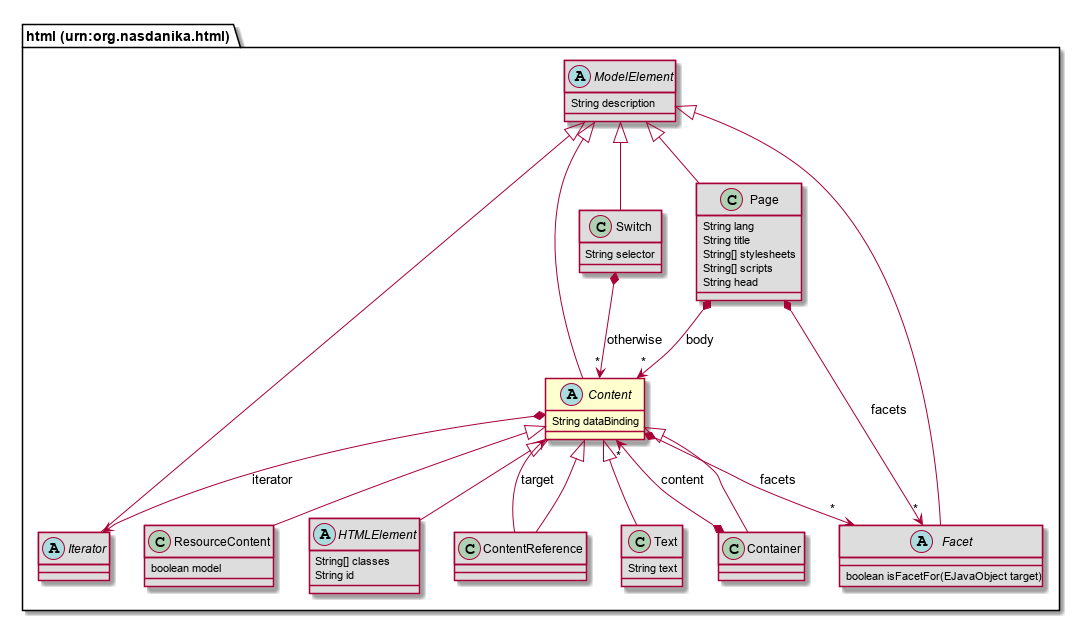 html (urn:org.nasdanika.html)
A ModelElement
String description
C Page
String lang
String title
String[] stylesheets
String[] scripts
String head
C Switch
String selector
otherwise
body
*
*
A Content
String dataBinding
facets
iterator
target
*
content
facets
*
*
A Iterator
C ResourceContent
boolean model
A HTMLElement
String[] classes
String id
C ContentReference
C Text
String text
C Container
A Facet
boolean isFacetFor(EJavaObject target)